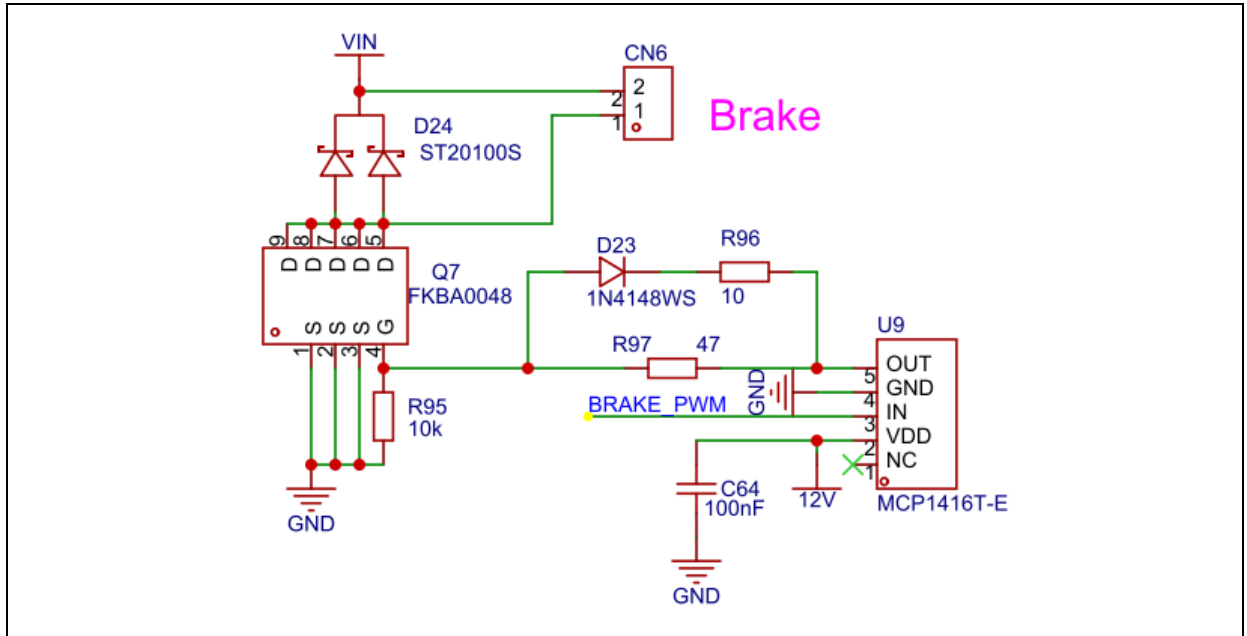 VIN
CN6
2
2
1
1
Brake
D24
ST20100S
9
8
7
6
5
D
D
D
D
D
Q7
FKBA0048
S
S
S
G
1
2
3
4
D23
1N4148WS
R96
10
R97
47
R95
10k
GND
BRAKE_PWM
GND
U9
OUT
5
GND
4
IN
3
VDD
2
NC
1
MCP1416T-E
C64
100nF
12V
GND